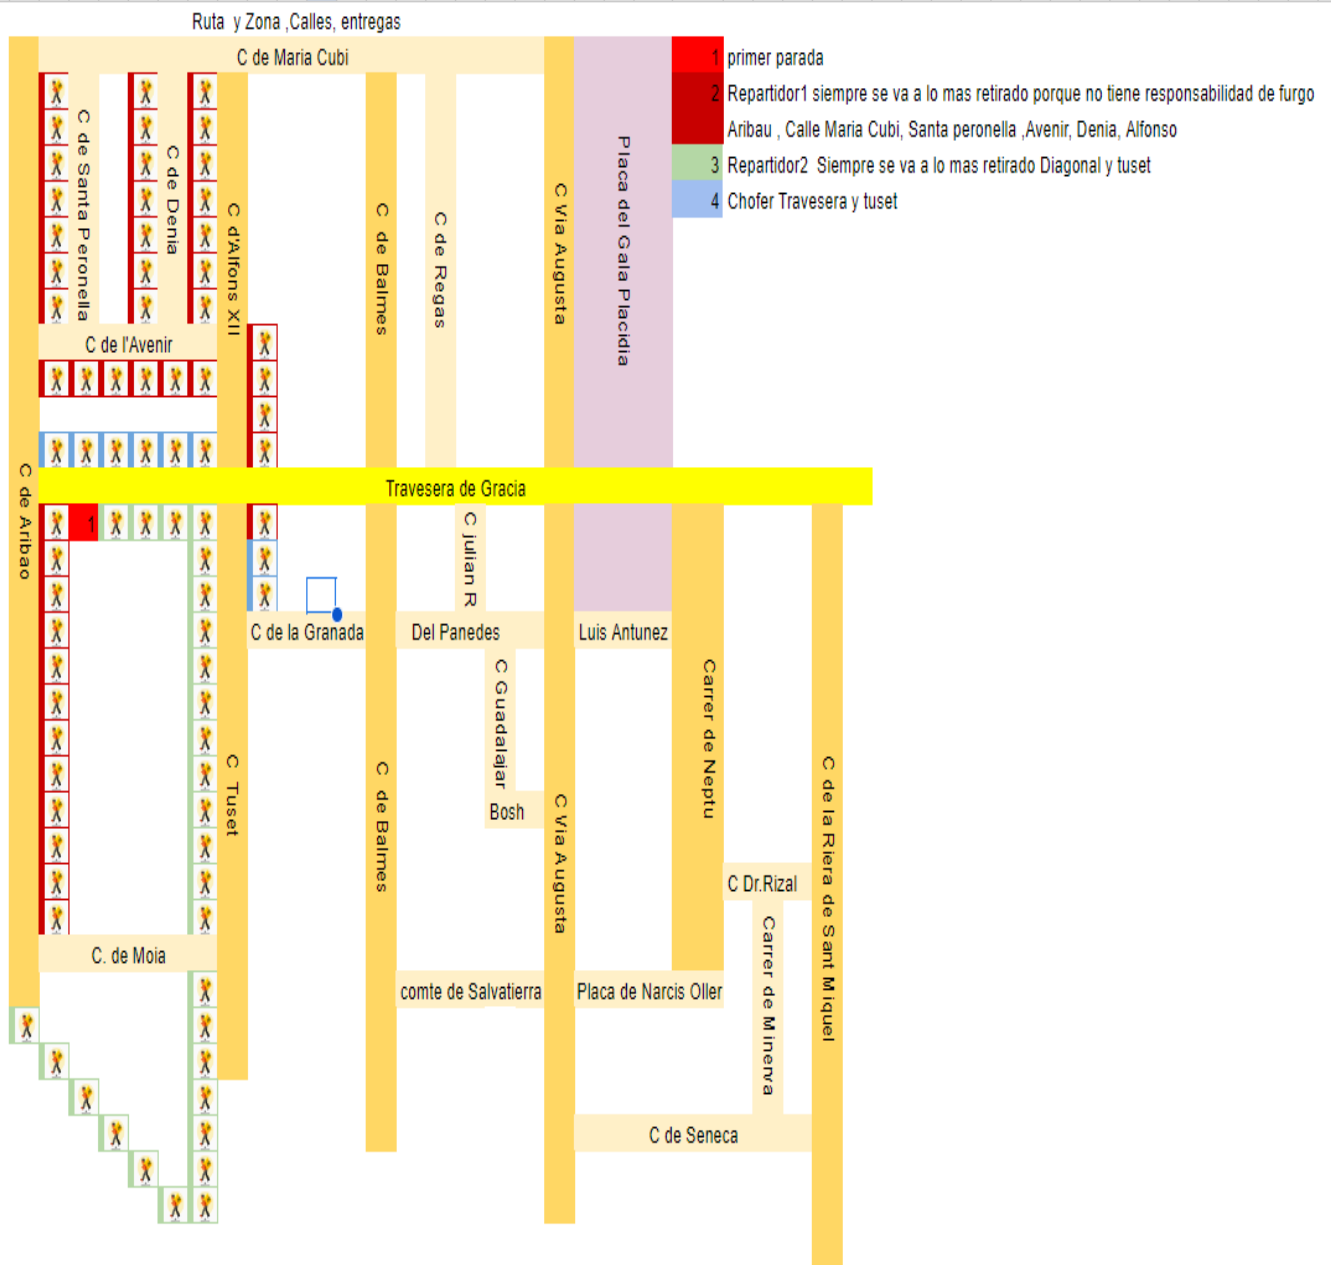 Ruta y Zona ,Calles, entregas
C de Maria Cubi
1 primer parada
2 Repartidor1 siempre se va a lo mas retirado porque no tiene responsabilidad de furgo
Aribau , Calle Maria Cubi, Santa peronella ,Avenir, Denia, Alfonso
3 Repartidor2 Siempre se va a lo mas retirado Diagonal y tuset
4 Chofer Travesera y tuset
C de Santa Peronella
C de Denia
C d'Alfons XII
C de Balmes
C de Regas
C Via Augusta
Placa del Gala Placidia
C de l'Avenir
C de Aribao
Travesera de Gracia
1
C julian R
C de la Granada
Del Panedes
Luis Antunez
C Guadalajar
Bosh
Carrer de Neptu
C Tuset
C de Balmes
C Via Augusta
C de la Riera de Sant Miquel
C Dr.Rizal
Carrer de Minerva
C. de Moia
comte de Salvatierra
Placa de Narcis Oller
C de Seneca